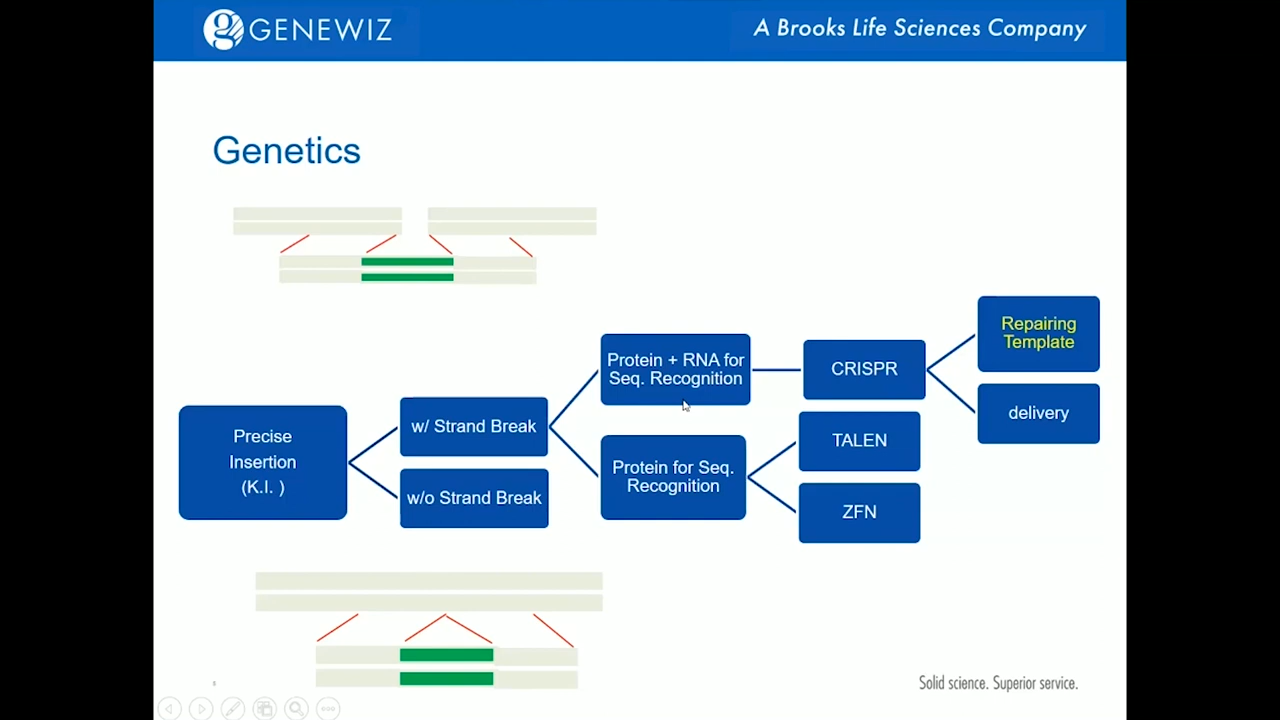 GENEWIZ
A Brooks Life Sciences Company
Genetics
Precise
Insertion
(K.I. )
w/ Strand Break
w/o Strand Break
Protein + RNA for
Seq. Recognition
Protein for Seq.
Recognition
CRISPR
TALEN
ZFN
Repairing
Template
delivery
Solid science. Superior service.